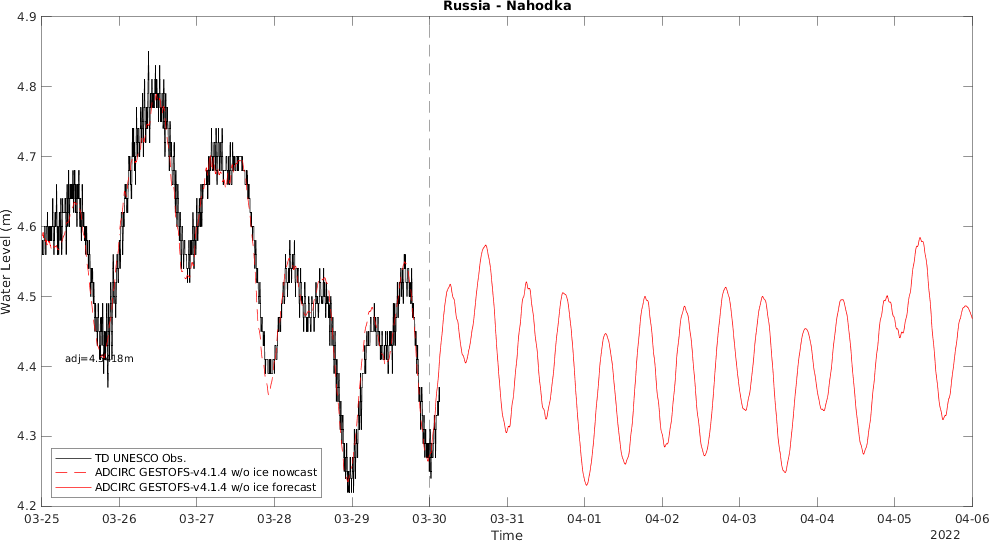 Russia - Nahodka
4.9
4.8
4.7
4.6
4.5
4.4
4.3
4.2
Water Level (m)
TD UNESCO Obs.
ADCIRC GESTOFS-v4.1.4 w/o ice nowcast
ADCIRC GESTOFS-v4.1.4 w/o ice forecast
03-25 03-26 03-27 03-28 03-29 03-30 03-31 04-01 04-02 04-03 04-04 04-05 04-06
Time
2022